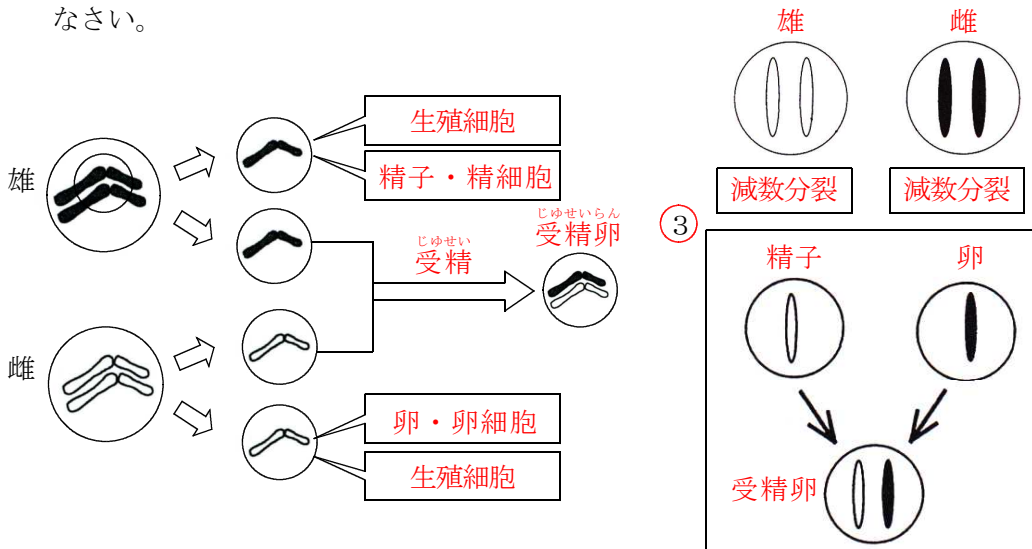 なさい。
雄
生殖細胞
精子・精細胞
じゆせい
受精
じゆせいらん
受精卵
雌
卵・卵細胞
生殖細胞
雄
雌
減数分裂
減数分裂
③
精子
卵
受精卵